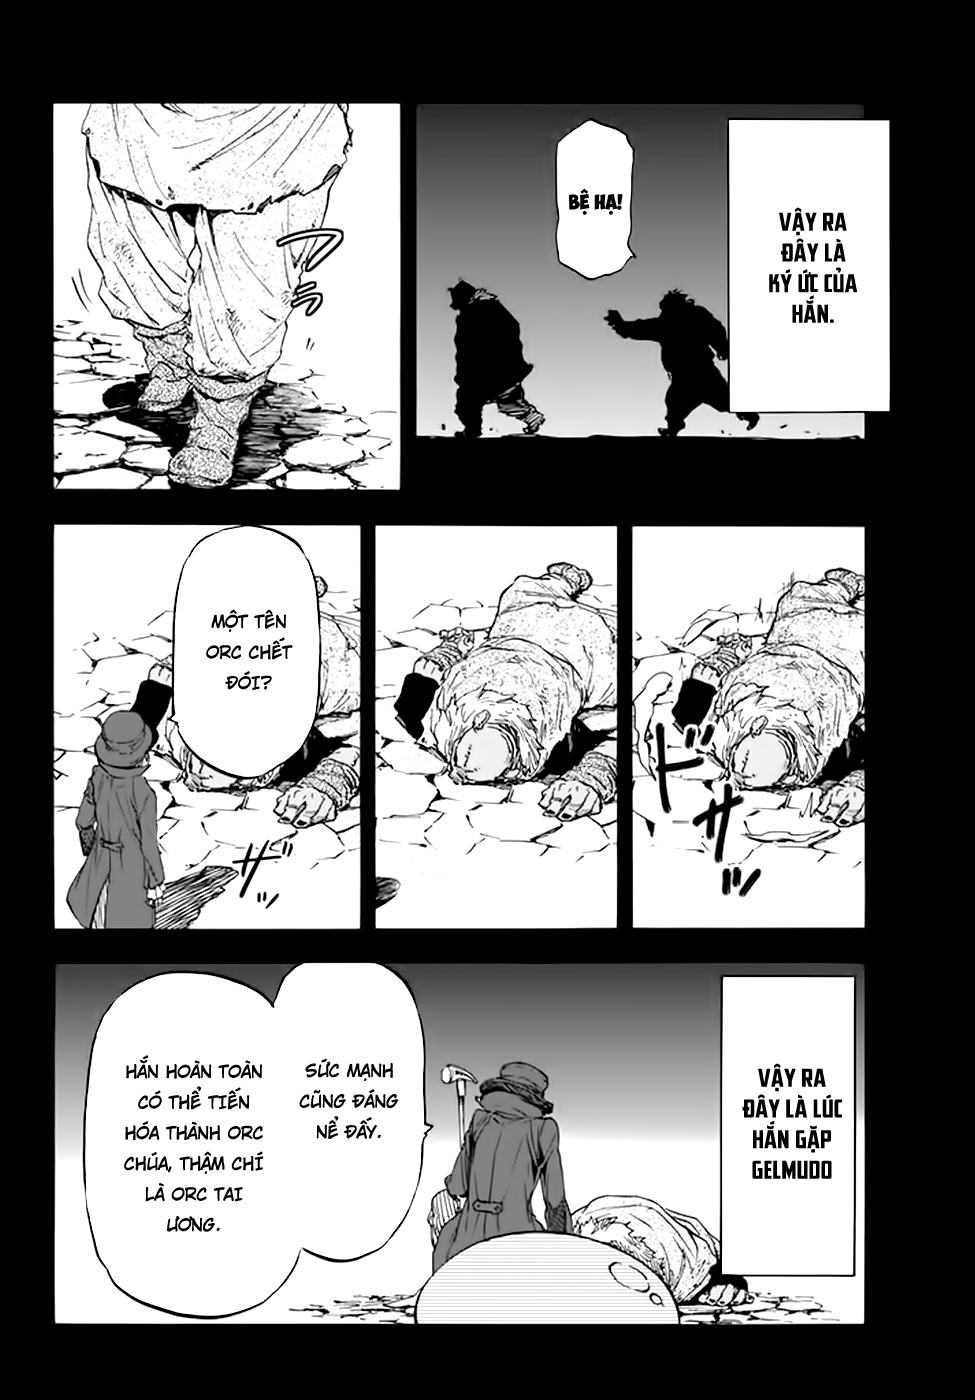 VẬY RA
ĐÂY LÀ
KÝ ỨC CỦA
HẮN.
BỆ HẠ!
MỘT TÊN
ORC CHẾT
ĐÓI?
VẬY RA
ĐÂY LÀ LÚC
HẮN GẶP
GELMUDO
SỨC MẠNH
CŨNG ĐÁNG
NỂ ĐẤY.
HẮN HOÀN TOÀN
CÓ THỂ TIẾN
HÓA THÀNH ORC
CHÚA, THẬM CHÍ
LÀ ORC TAI
ƯƠNG.